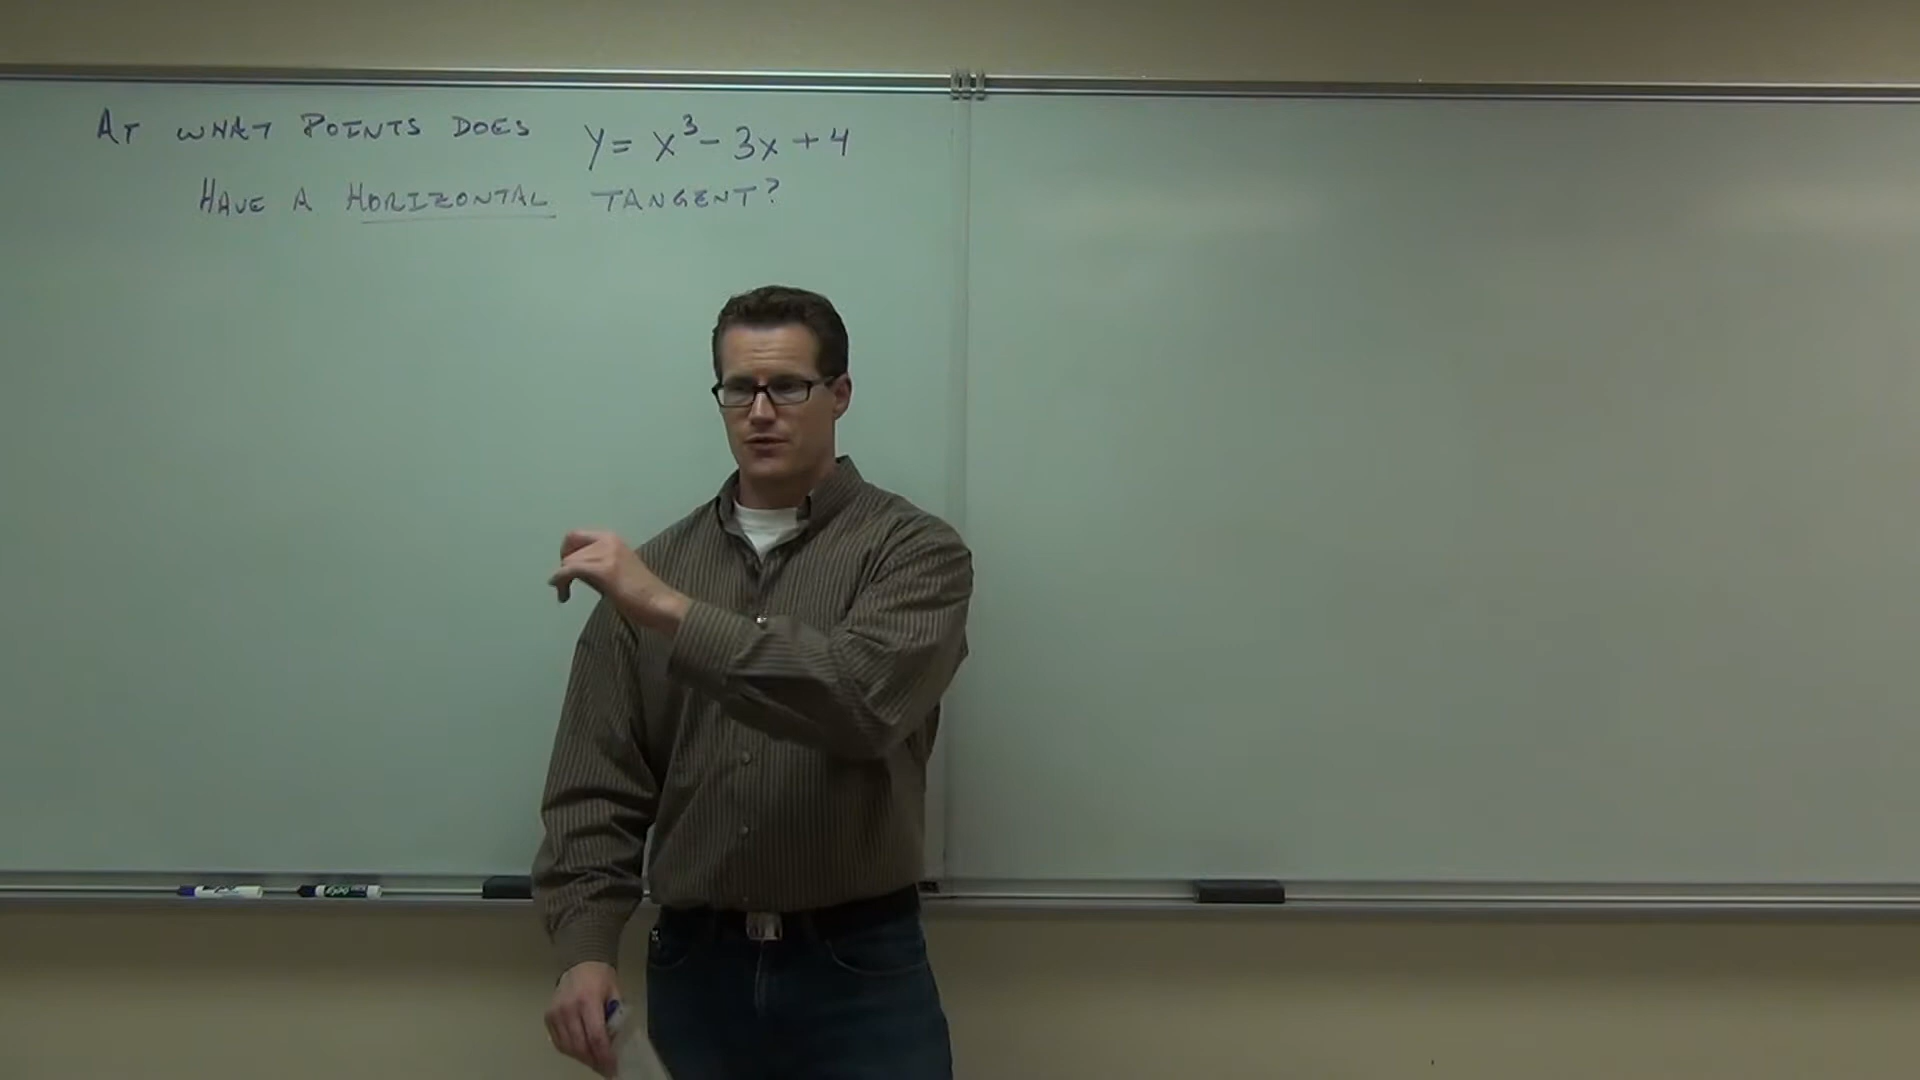 AT WHAT POINTS DOES y = x³ - 3x + 4
HAVE A HORIZONTAL TANGENT?